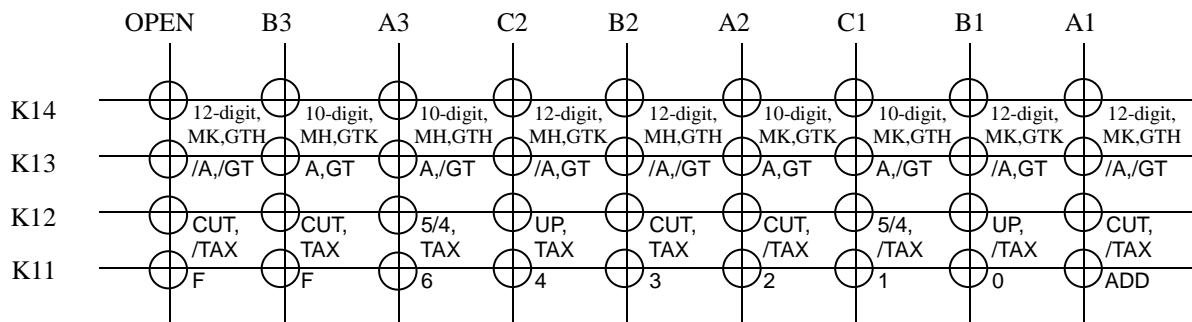 OPEN B3 A3 C2 B2 A2 C1 B1 A1
K14
12-digit, 10-digit, 10-digit, 12-digit, 12-digit, 10-digit, 10-digit, 12-digit, 12-digit,
MK,GTH MH,GTK MH,GTH MH,GTK MH,GTH MK,GTK MK,GTH MK,GTK MK,GTH
K13 /A,/GT A,GT A,/GT /A,GT /A,/GT A,GT A,/GT /A,GT /A,/GT
K12 CUT, CUT, 5/4, UP, CUT, CUT, 5/4, UP, CUT,
/TAX TAX TAX TAX TAX /TAX /TAX /TAX /TAX
K11 F F 6 4 3 2 1 0 ADD